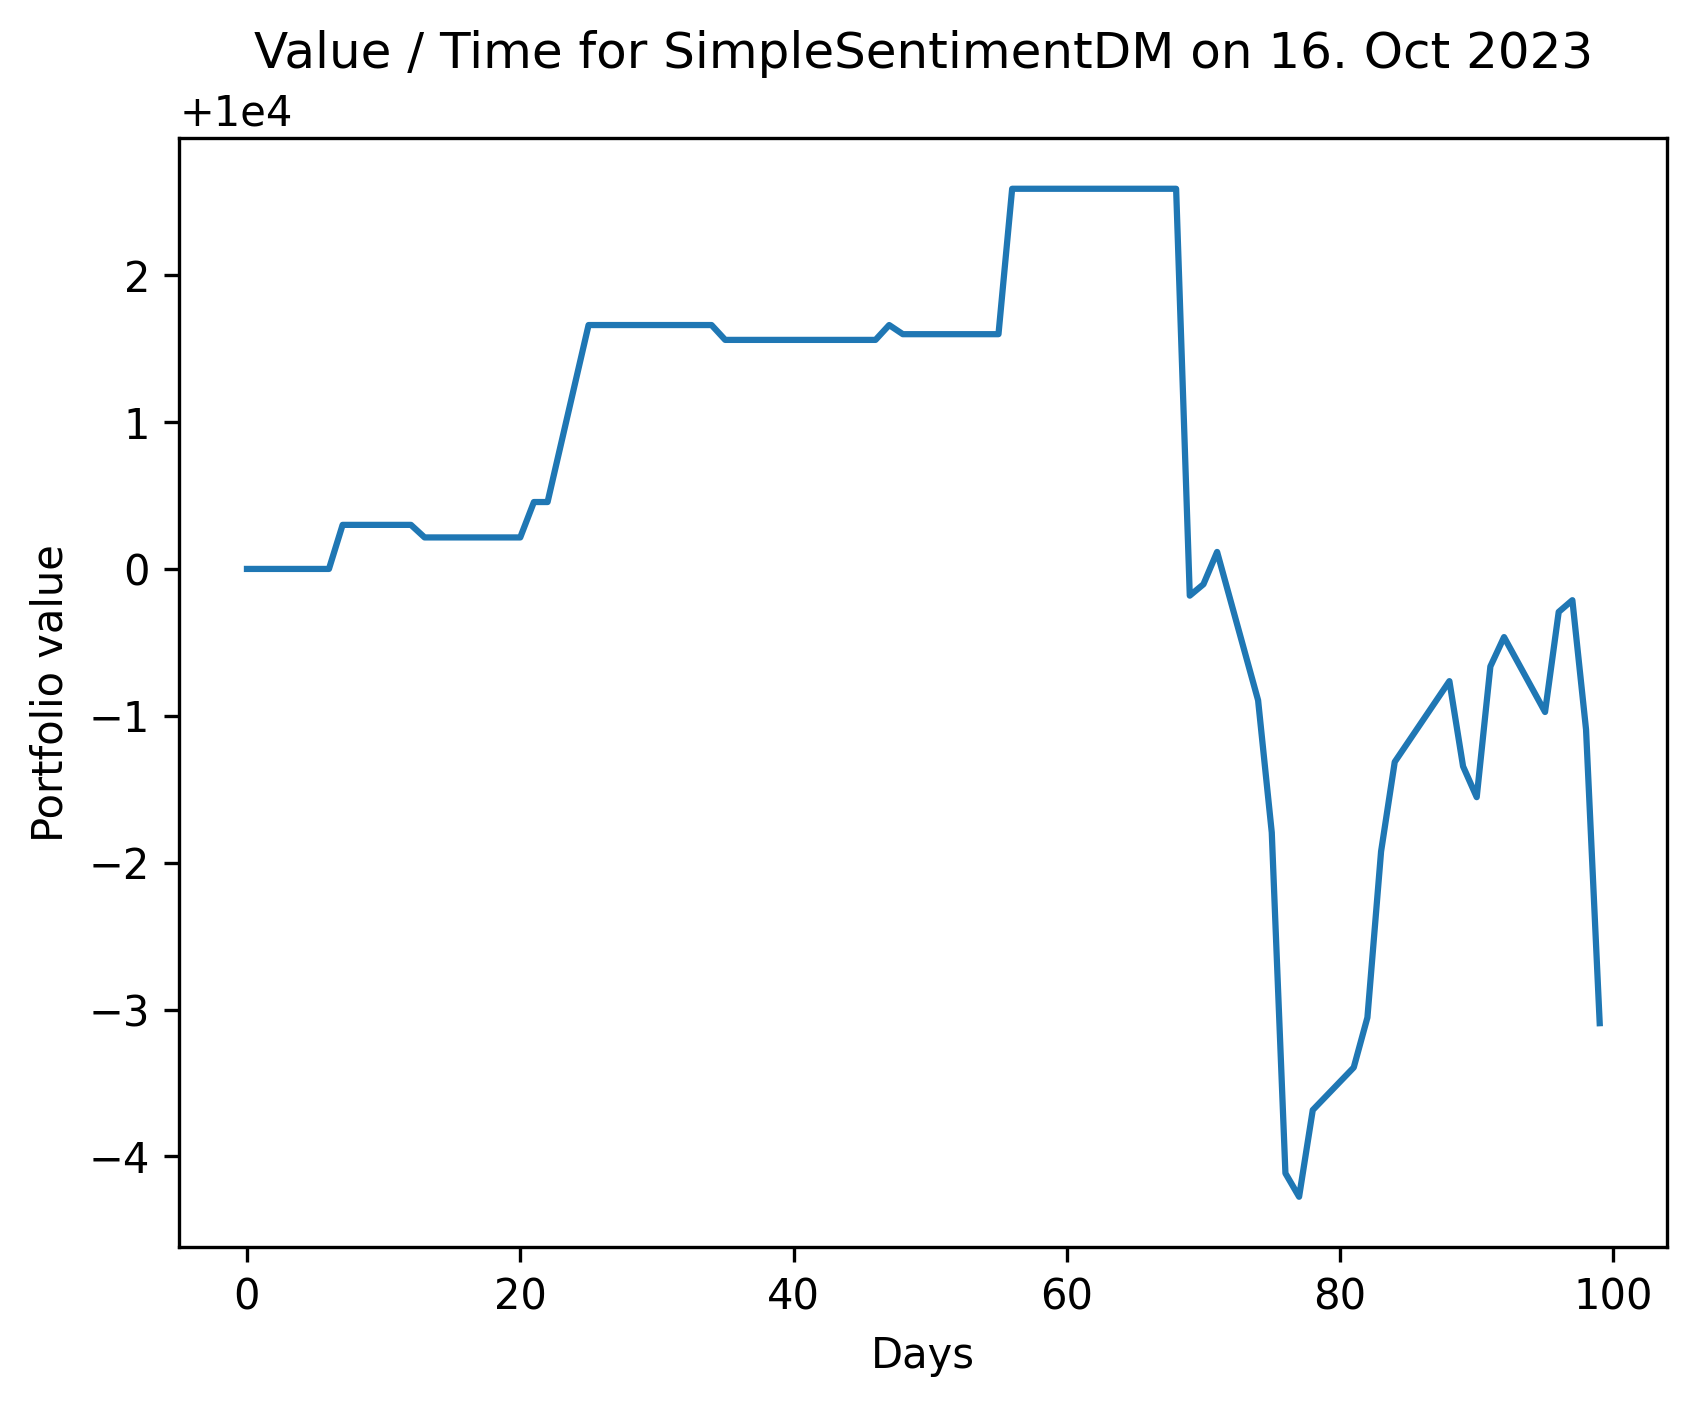 Value / Time for SimpleSentimentDM on 16. Oct 2023
+1e4
2
1
0
−1
−2
−3
−4
Portfolio value
0 20 40 60 80 100
Days